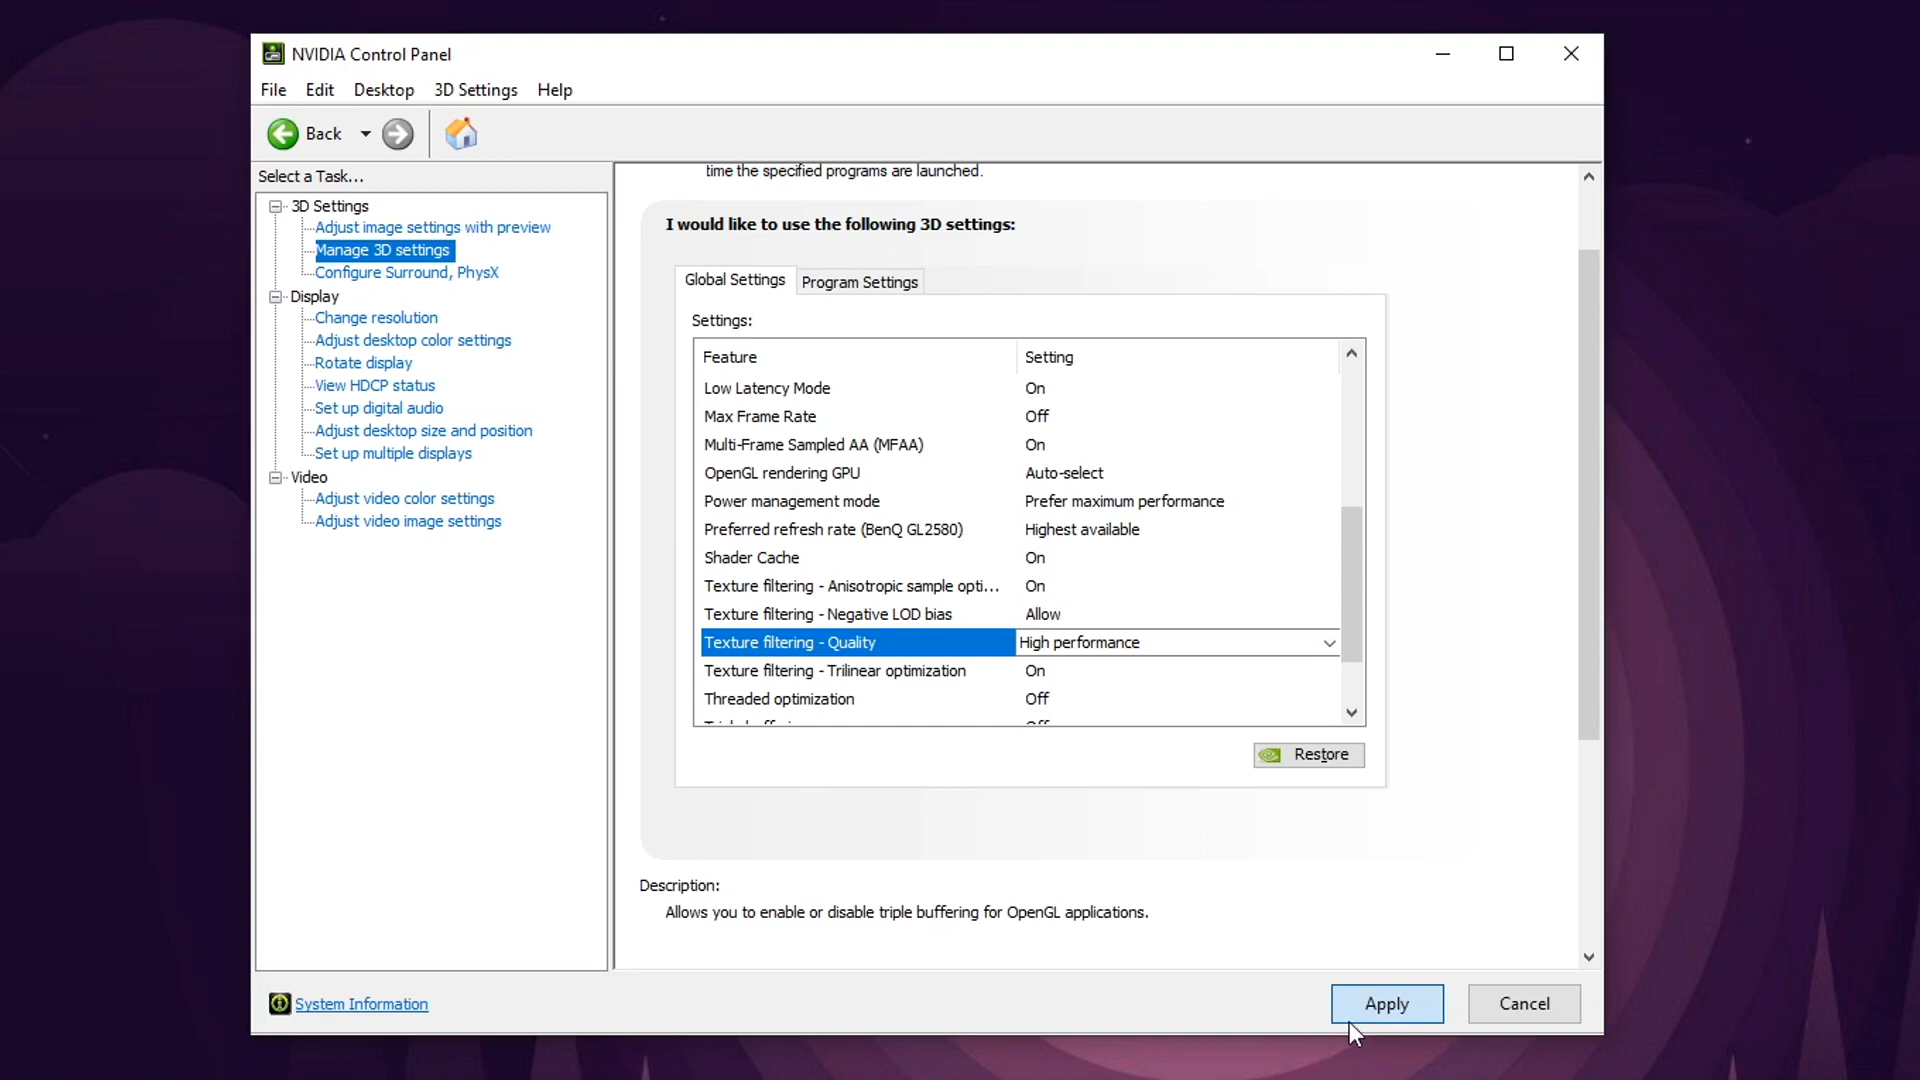 NVIDIA Control Panel
File Edit Desktop 3D Settings Help
Back
Select a Task...
3D Settings
Adjust image settings with preview
Manage 3D settings
Configure Surround, PhysX
Display
Change resolution
Adjust desktop color settings
Rotate display
View HDCP status
Set up digital audio
Adjust desktop size and position
Set up multiple displays
Video
Adjust video color settings
Adjust video image settings
System Information
time the specified programs are launched.
I would like to use the following 3D settings:
Global Settings Program Settings
Settings:
Feature Setting
Low Latency Mode On
Max Frame Rate Off
Multi-Frame Sampled AA (MFAA) On
OpenGL rendering GPU Auto-select
Power management mode Prefer maximum performance
Preferred refresh rate (BenQ GL2580) Highest available
Shader Cache On
Texture filtering - Anisotropic sample opti... On
Texture filtering - Negative LOD bias Allow
Texture filtering - Quality High performance
Texture filtering - Trilinear optimization On
Threaded optimization Off
Restore
Description:
Allows you to enable or disable triple buffering for OpenGL applications.
Apply Cancel